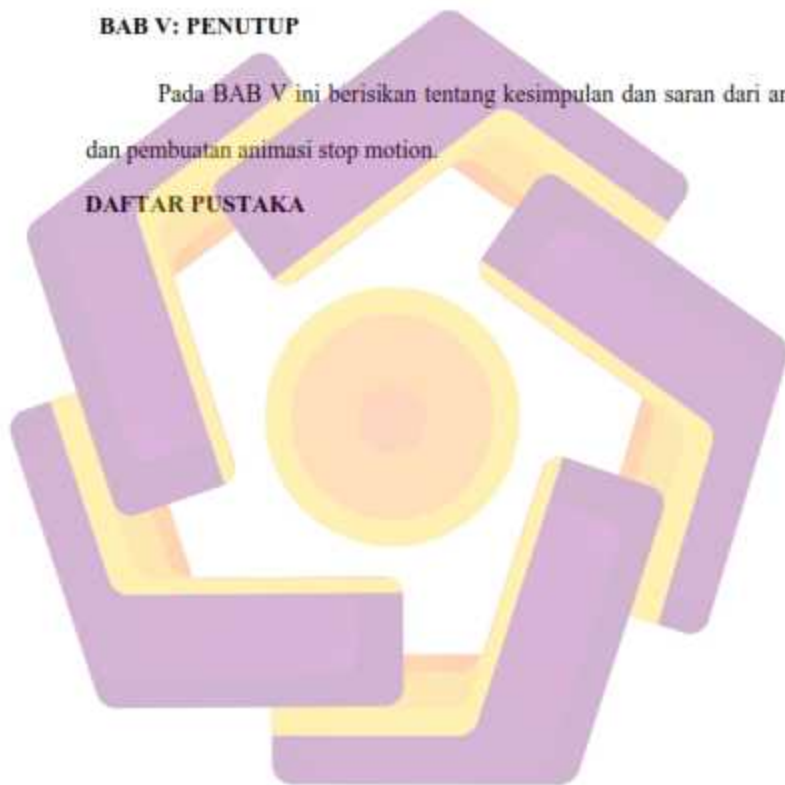 BAB V: PENUTUP
Pada BAB V ini berisikan tentang kesimpulan dan saran dari
dan pembuatan animasi stop motion.
DAFTAR PUSTAKA